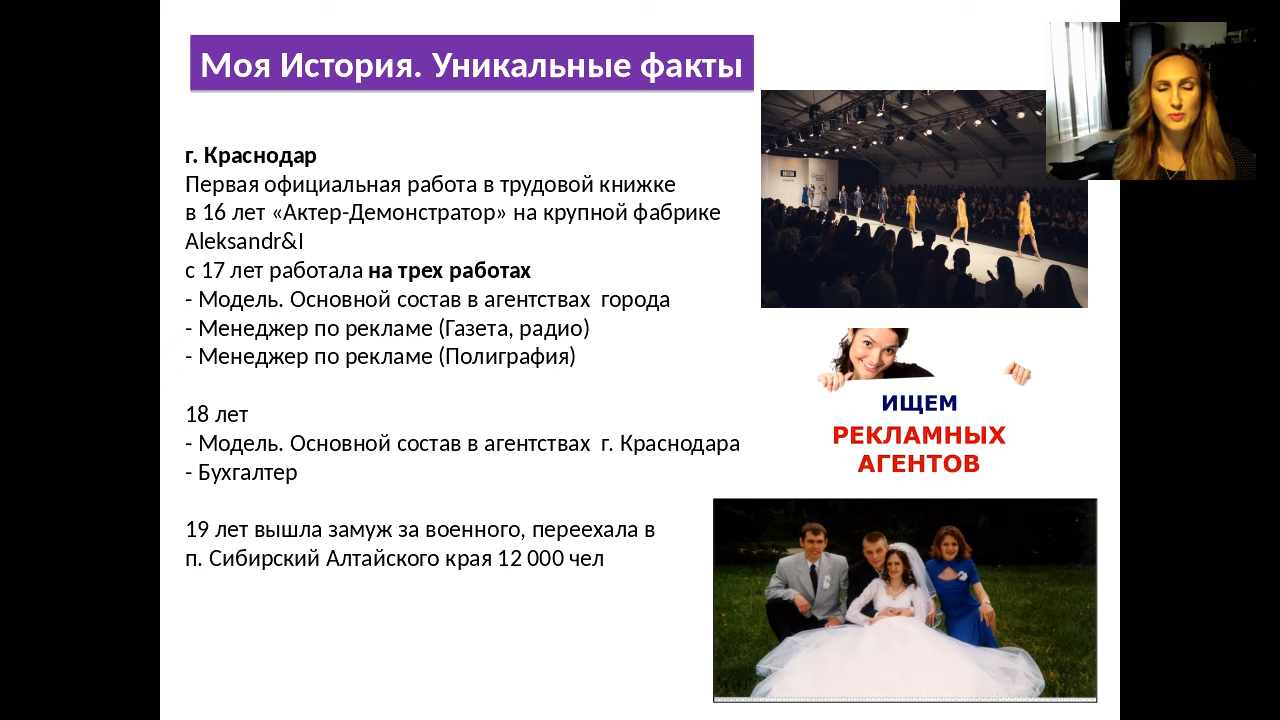 Моя История. Уникальные факты
г. Краснодар
Первая официальная работа в трудовой книжке
в 16 лет «Актер-Демонстратор» на крупной фабрике
Aleksandr&I
с 17 лет работала на трех работах
- Модель. Основной состав в агентствах  города
- Менеджер по рекламе (Газета, радио)
- Менеджер по рекламе (Полиграфия)
18 лет
- Модель. Основной состав в агентствах  г. Краснодара
- Бухгалтер
19 лет вышла замуж за военного, переехала в
п. Сибирский Алтайского края 12 000 чел
ИЩЕМ
РЕКЛАМНЫХ
АГЕНТОВ